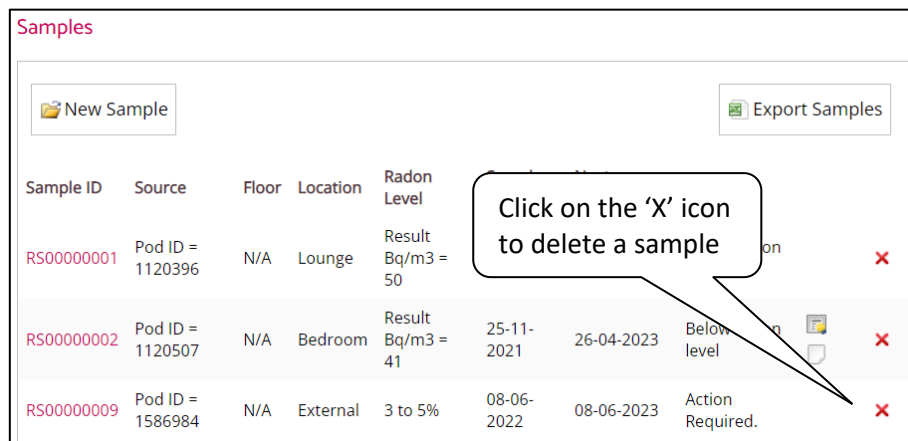 Samples
New Sample
Export Samples
Sample ID Source Floor Location Radon Level
Click on the ‘X’ icon
to delete a sample
RS00000001 Pod ID = 1120396 N/A Lounge Result Bq/m3 = 50
RS00000002 Pod ID = 1120507 N/A Bedroom Result Bq/m3 = 41 25-11-2021 26-04-2023 Below level
RS00000009 Pod ID = 1586984 N/A External 3 to 5% 08-06-2022 08-06-2023 Action Required.